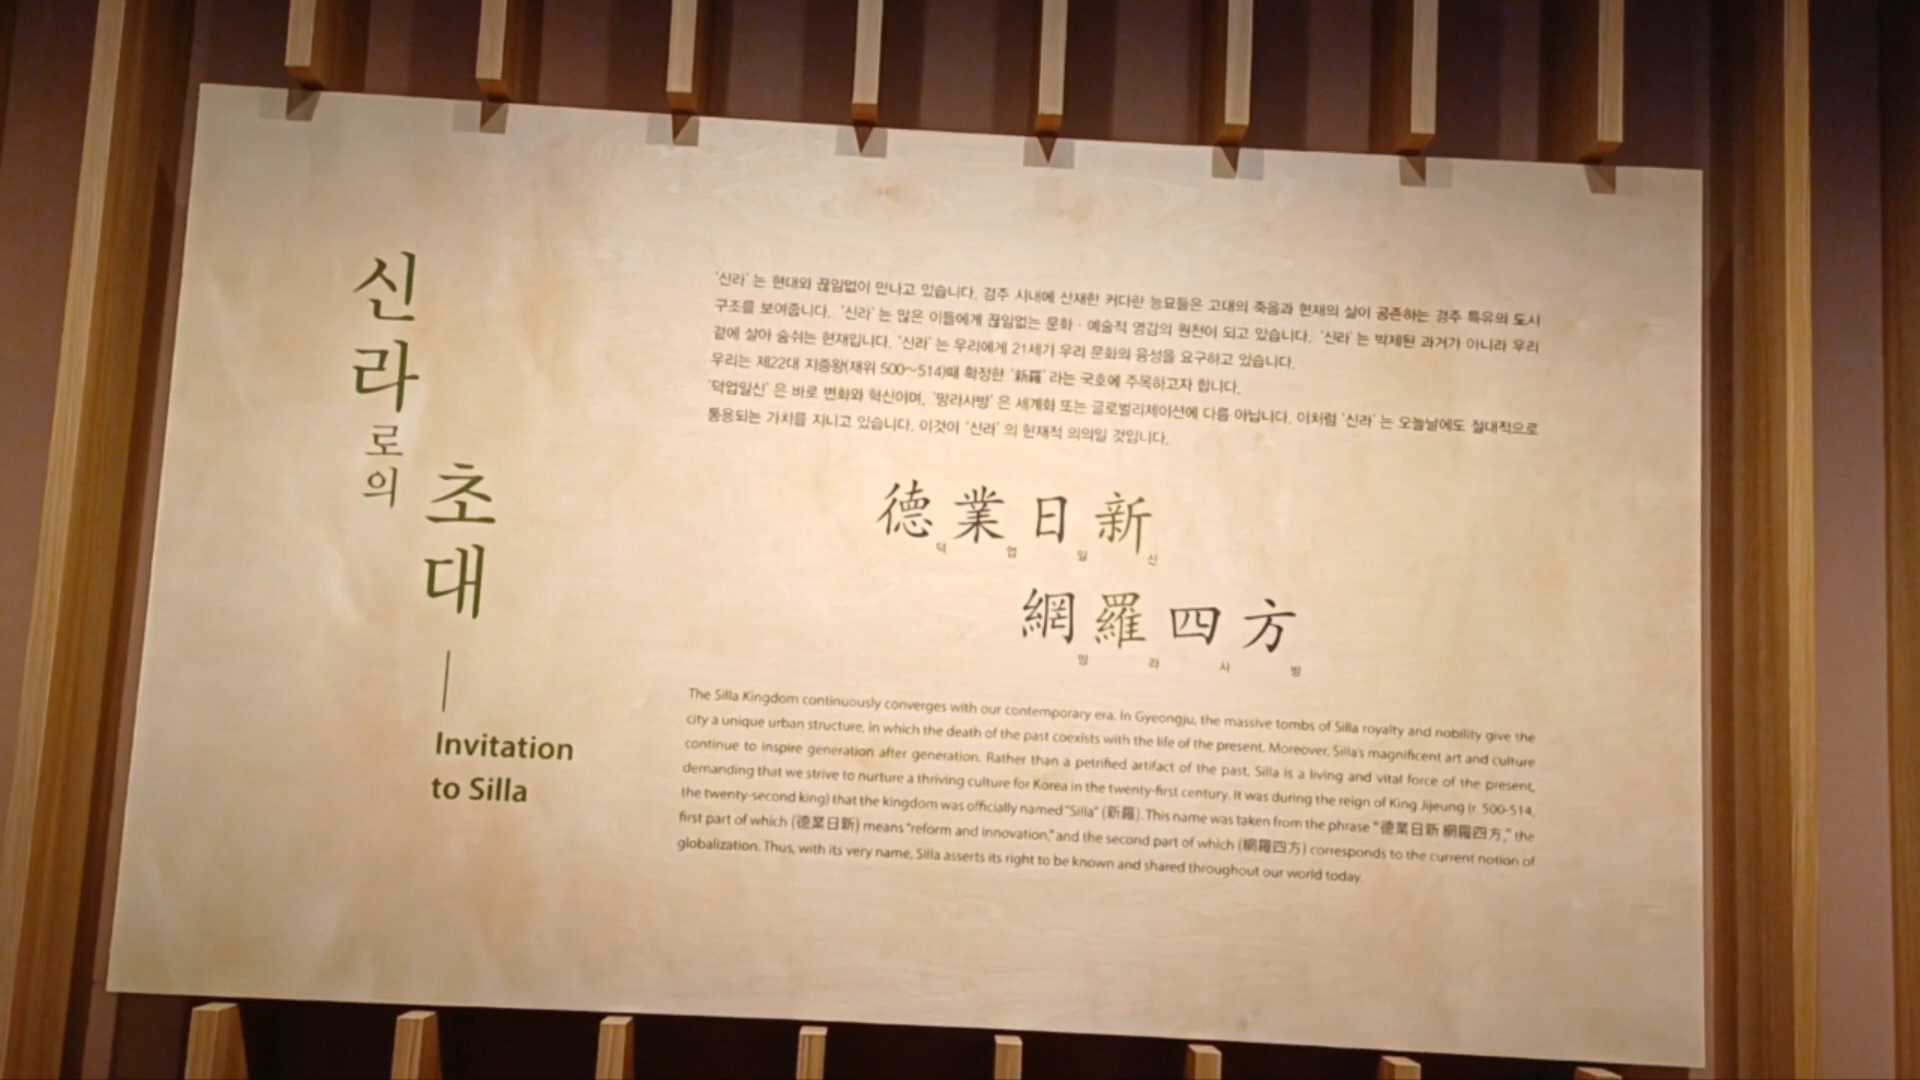 신라로의
초대
Invitation
to Silla
‘신라’는 현대와 끊임없이 만나고 있습니다. 경주 시내에 산재한 커다란 능묘들은 고대의 죽음과 현재의 삶이 공존하는 경주 특유의 도시
구조를 보여줍니다. ‘신라’는 많은 이들에게 끊임없는 문화 · 예술적 영감의 원천이 되고 있습니다. ‘신라’는 박제된 과거가 아니라 우리
곁에 살아 숨쉬는 현재입니다. ‘신라’는 우리에게 21세기 우리 문화의 융성을 요구하고 있습니다.
우리는 제22대 지증왕(재위 500~514)때 확정한 ‘新羅’라는 국호에 주목하고자 합니다.
‘덕업일신’은 바로 변화와 혁신이며, ‘망라사방’은 세계화 또는 글로벌리제이션에 다름 아닙니다. 이처럼 ‘신라’는 오늘날에도 절대적으로
통용되는 가치를 지니고 있습니다. 이것이 ‘신라’의 현재적 의의일 것입니다.
德業日新
덕 업 일 신
網羅四方
망 라 사 방
The Silla Kingdom continuously converges with our contemporary era. In Gyeongju, the massive tombs of Silla royalty and nobility give the
city a unique urban structure, in which the death of the past coexists with the life of the present. Moreover, Silla's magnificent art and culture
continue to inspire generation after generation. Rather than a petrified artifact of the past, Silla is a living and vital force of the present,
demanding that we strive to nurture a thriving culture for Korea in the twenty-first century. It was during the reign of King Jijeung (r. 500-514,
the twenty-second king) that the kingdom was officially named "Silla" (新羅). This name was taken from the phrase "德業日新 網羅四方," the
first part of which (德業日新) means "reform and innovation," and the second part of which (網羅四方) corresponds to the current notion of
globalization. Thus, with its very name, Silla asserts its right to be known and shared throughout our world today.